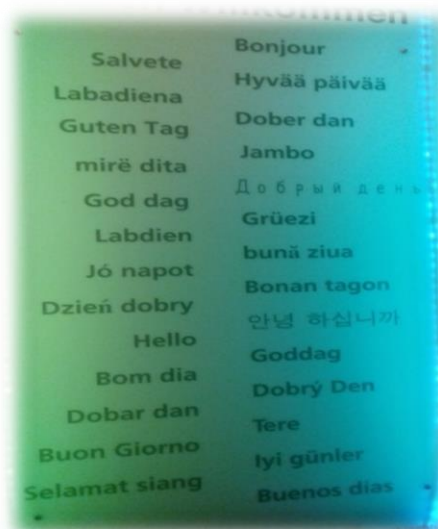 Willkommen
Salvete
Labadiena
Guten Tag
mirë dita
God dag
Labdien
Jó napot
Dzień dobry
Hello
Bom dia
Dobar dan
Buon Giorno
Selamat siang
Bonjour
Hyvää päivää
Dober dan
Jambo
Добрый день
Grüezi
bună ziua
Bonan tagon
안녕 하십니까
Goddag
Dobrý Den
Tere
Iyi günler
Buenos dias